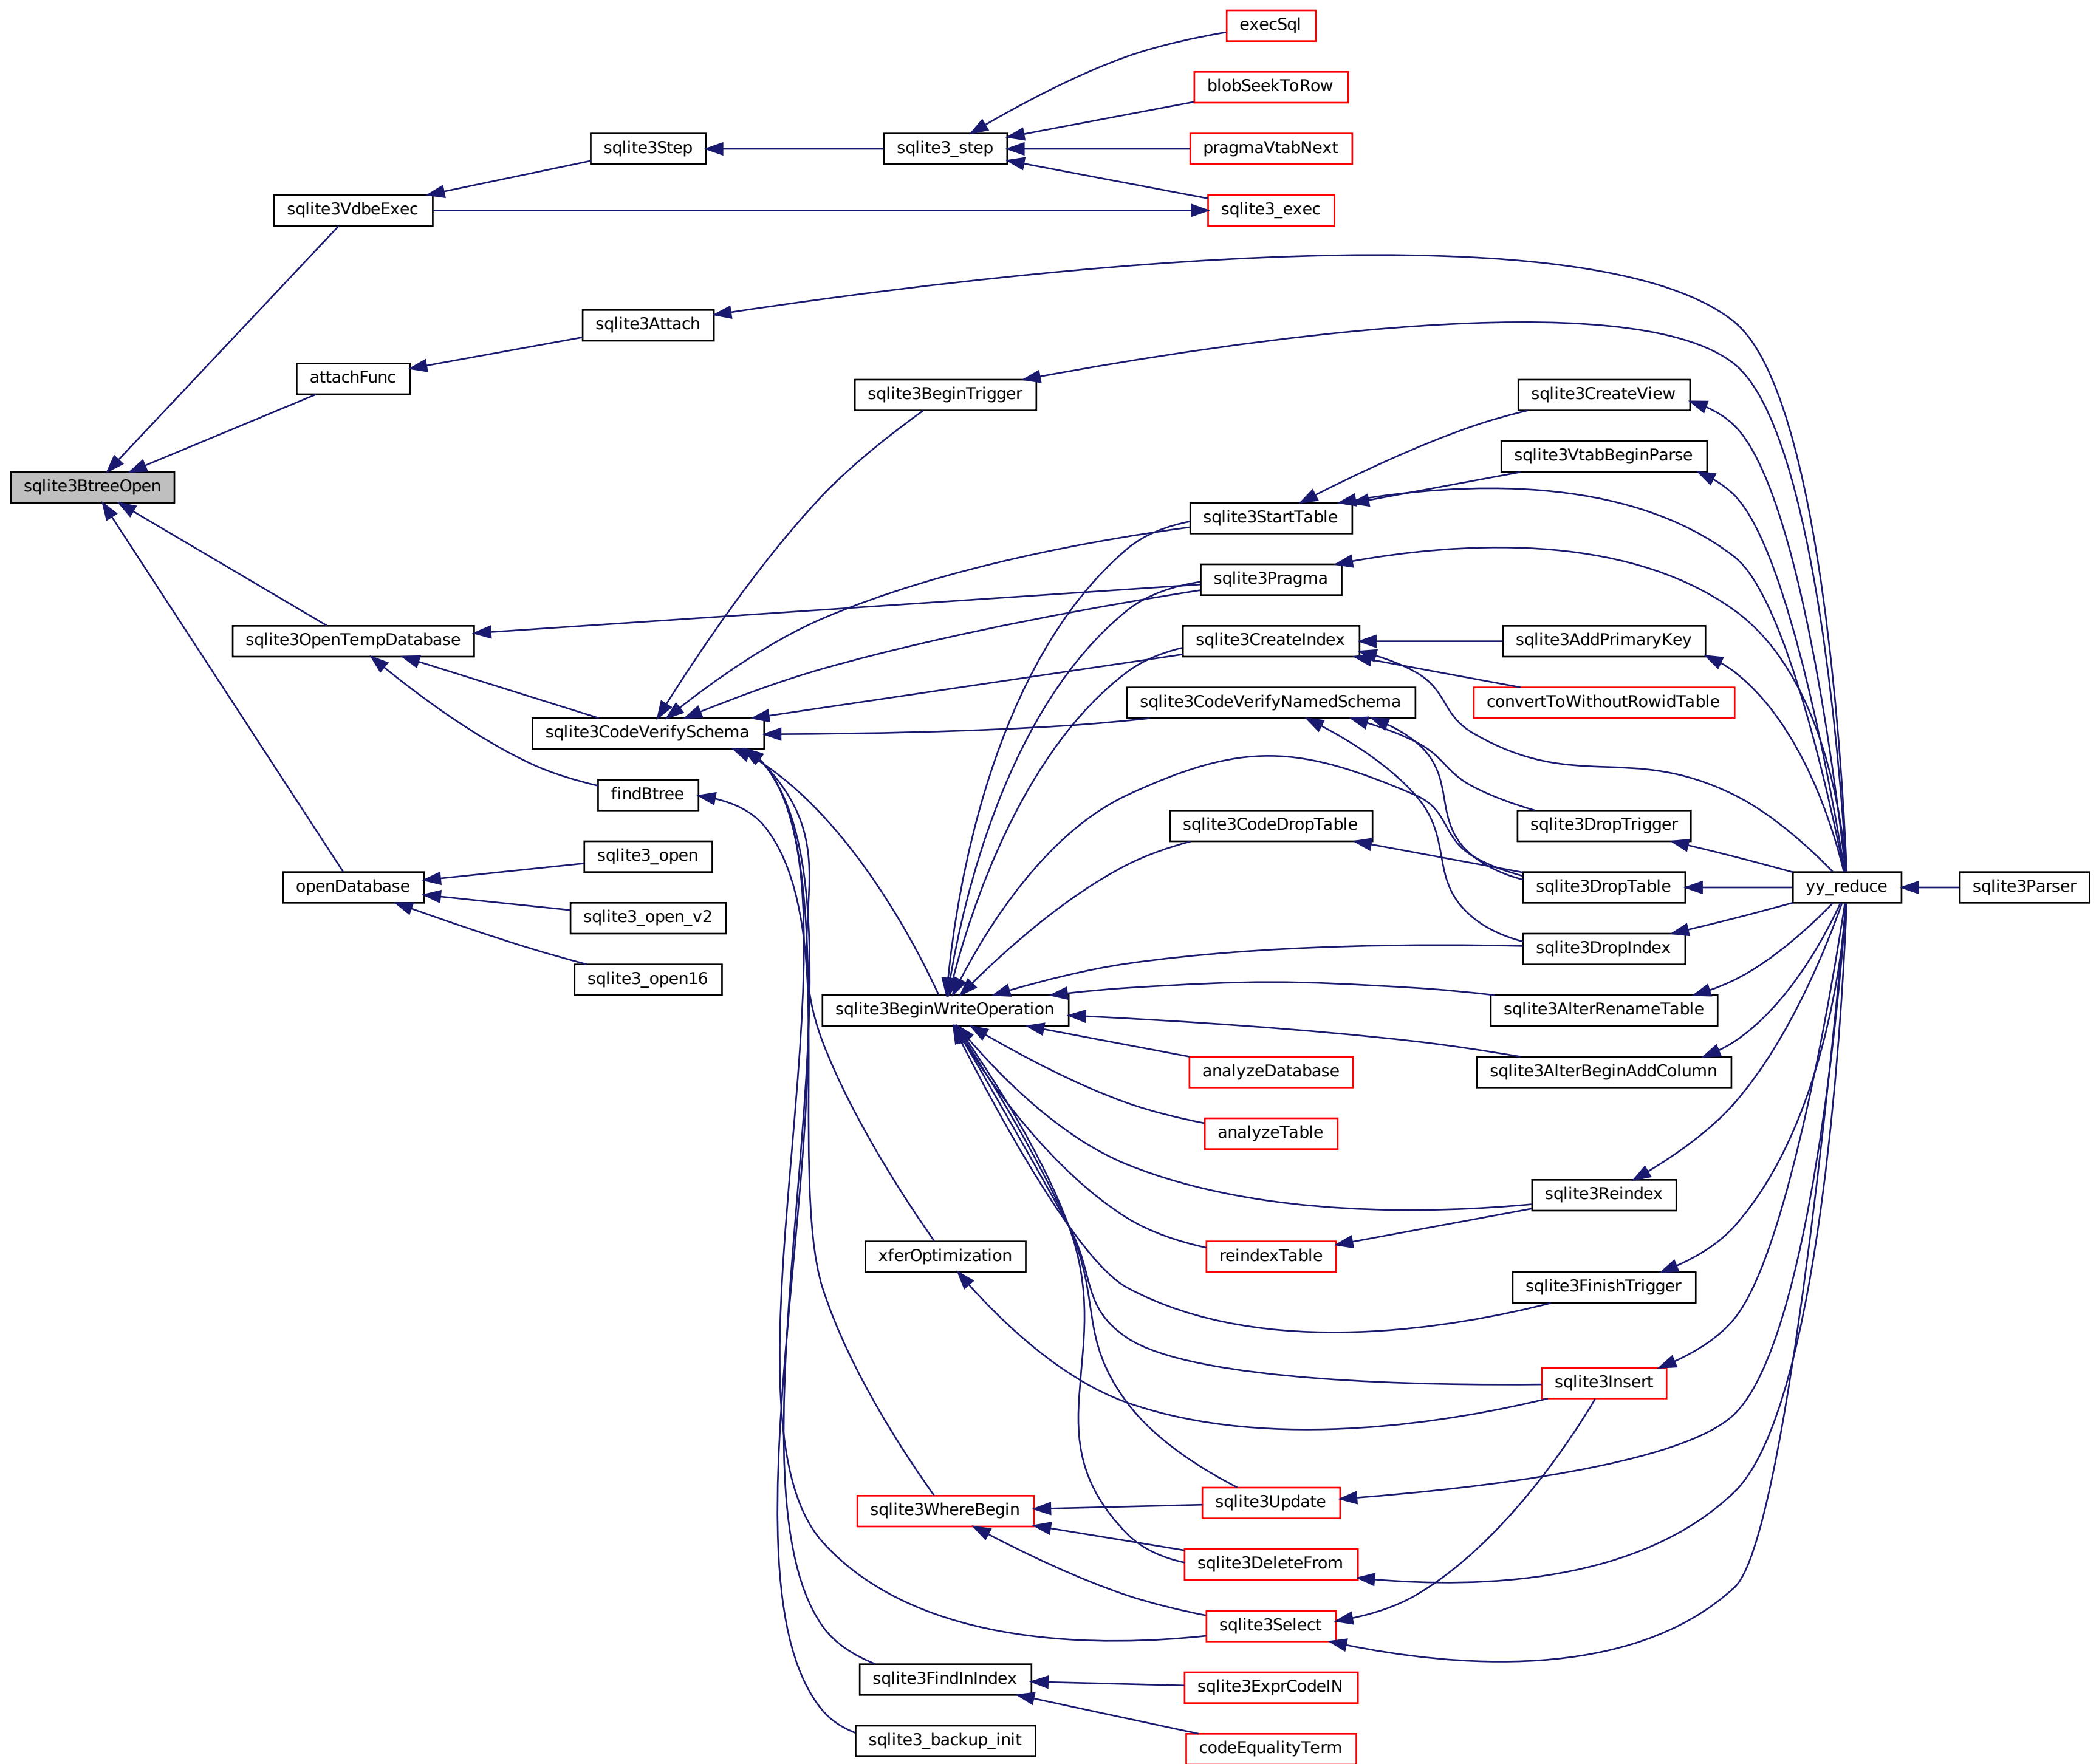 execSql
blobSeekToRow
sqlite3Step
sqlite3_step
pragmaVtabNext
sqlite3VdbeExec
sqlite3_exec
sqlite3Attach
attachFunc
sqlite3BeginTrigger
sqlite3CreateView
sqlite3VtabBeginParse
sqlite3BtreeOpen
sqlite3StartTable
sqlite3Pragma
sqlite3OpenTempDatabase
sqlite3CreateIndex
sqlite3AddPrimaryKey
sqlite3CodeVerifyNamedSchema
convertToWithoutRowidTable
sqlite3CodeVerifySchema
findBtree
sqlite3CodeDropTable
sqlite3DropTrigger
sqlite3_open
openDatabase
sqlite3DropTable
yy_reduce
sqlite3Parser
sqlite3_open_v2
sqlite3DropIndex
sqlite3_open16
sqlite3BeginWriteOperation
sqlite3AlterRenameTable
analyzeDatabase
sqlite3AlterBeginAddColumn
analyzeTable
sqlite3Reindex
xferOptimization
reindexTable
sqlite3FinishTrigger
sqlite3Insert
sqlite3WhereBegin
sqlite3Update
sqlite3DeleteFrom
sqlite3Select
sqlite3FindInIndex
sqlite3ExprCodeIN
sqlite3_backup_init
codeEqualityTerm